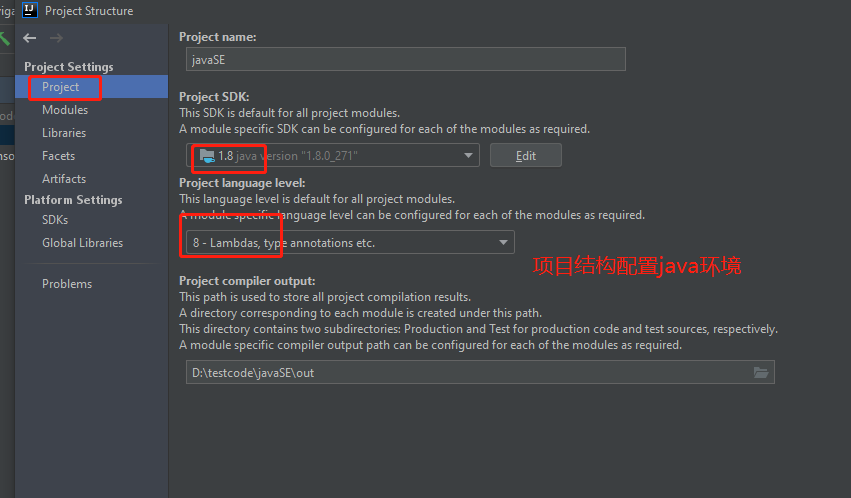 Project Structure
Project Settings
Project
Modules
Libraries
Facets
Artifacts
Platform Settings
SDKs
Global Libraries
Problems
Project name:
javaSE
Project SDK:
This SDK is default for all project modules.
A module specific SDK can be configured for each of the modules as required.
1.8 java version "1.8.0_271"
Edit
Project language level:
This language level is default for all project modules.
A module specific language level can be configured for each of the modules as required.
8 - Lambdas, type annotations etc.
项目结构配置java环境
Project compiler output:
This path is used to store all project compilation results.
A directory corresponding to each module is created under this path.
This directory contains two subdirectories: Production and Test for production code and test sources, respectively.
A module specific compiler output path can be configured for each of the modules as required.
D:\testcode\javaSE\out